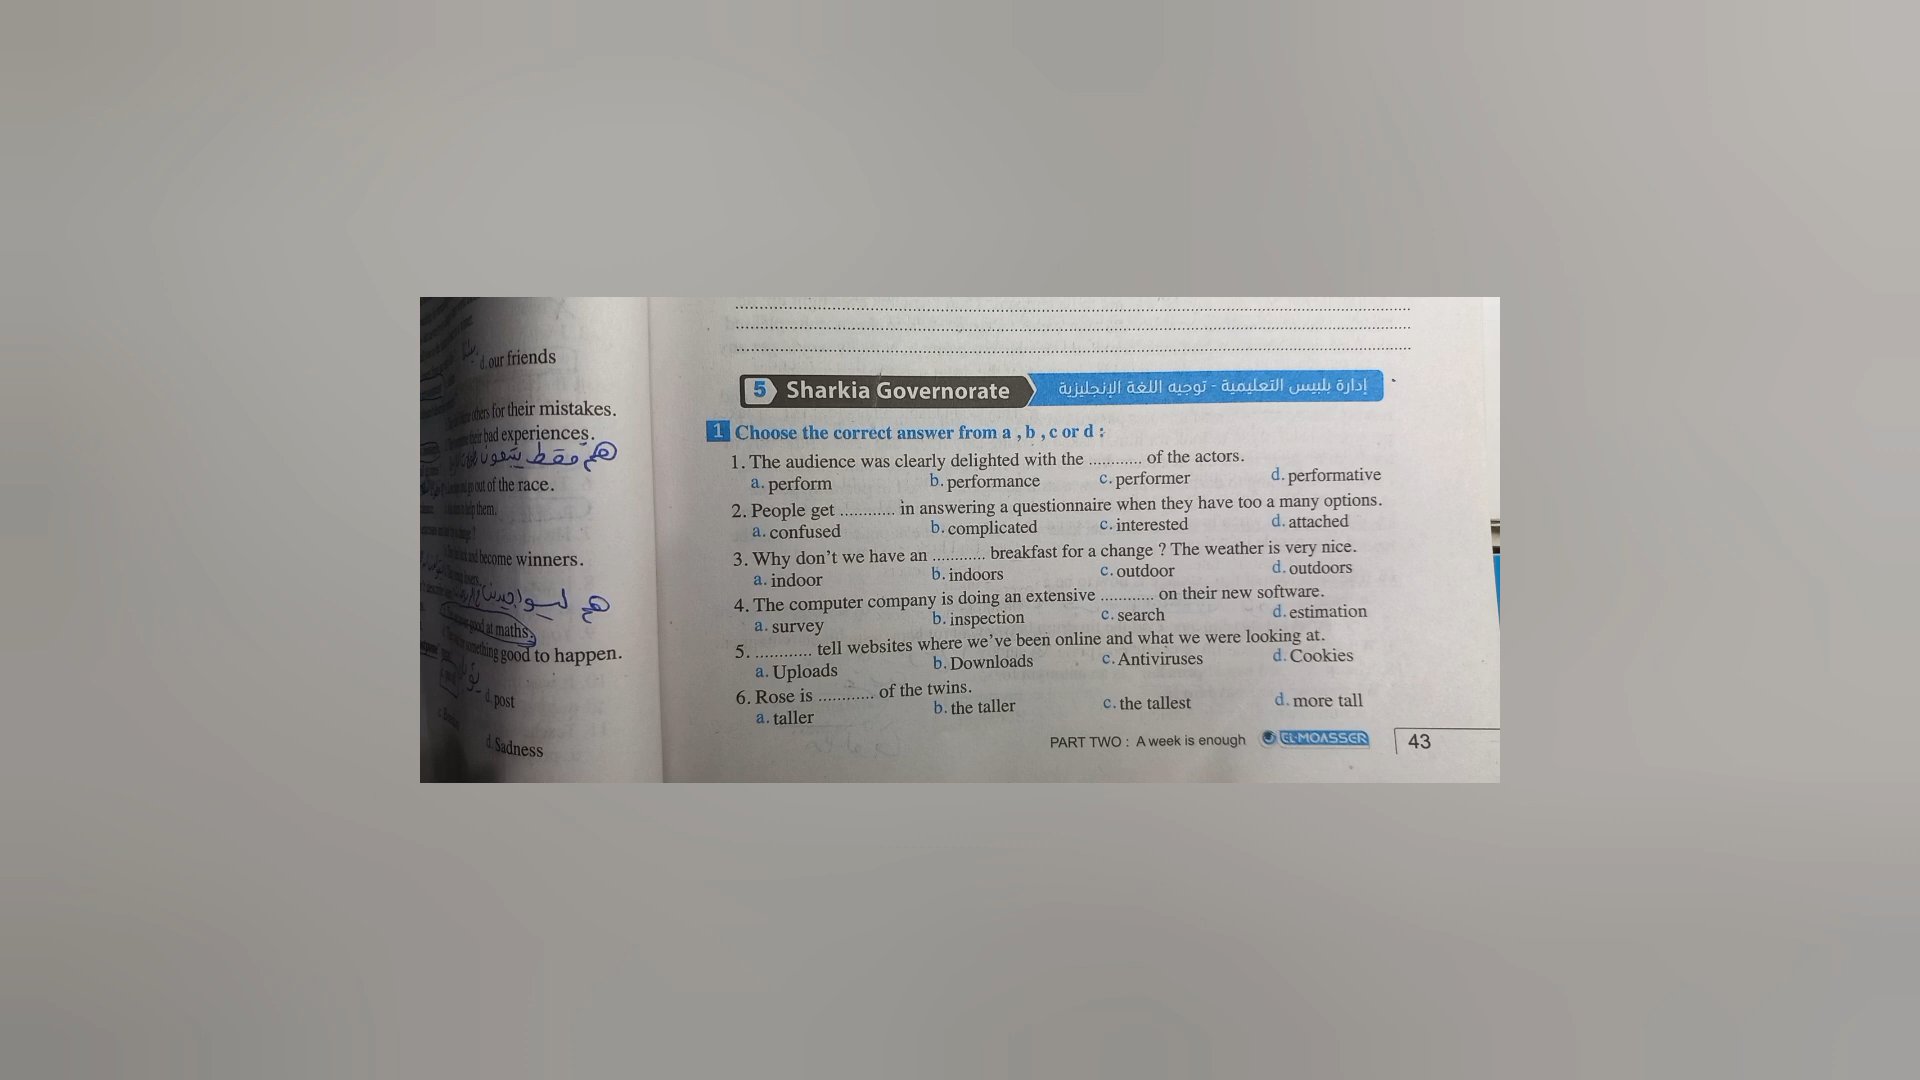 d. our friends
for their mistakes.
bad experiences.
هم فقط
out of the race.
them.
and become winners.
good at maths.
something good to happen.
d. post
d. Sadness
5 Sharkia Governorate إدارة بلبيس التعليمية - توجيه اللغة الإنجليزية
1 Choose the correct answer from a , b , c or d :
1. The audience was clearly delighted with the ............ of the actors.
a. perform b. performance c. performer d. performative
2. People get ............ in answering a questionnaire when they have too a many options.
a. confused b. complicated c. interested d. attached
3. Why don't we have an ............ breakfast for a change ? The weather is very nice.
a. indoor b. indoors c. outdoor d. outdoors
4. The computer company is doing an extensive ............ on their new software.
a. survey b. inspection c. search d. estimation
5. ............ tell websites where we've been online and what we were looking at.
a. Uploads b. Downloads c. Antiviruses d. Cookies
6. Rose is ............ of the twins.
a. taller b. the taller c. the tallest d. more tall
PART TWO : A week is enough EL-MOASSER 43